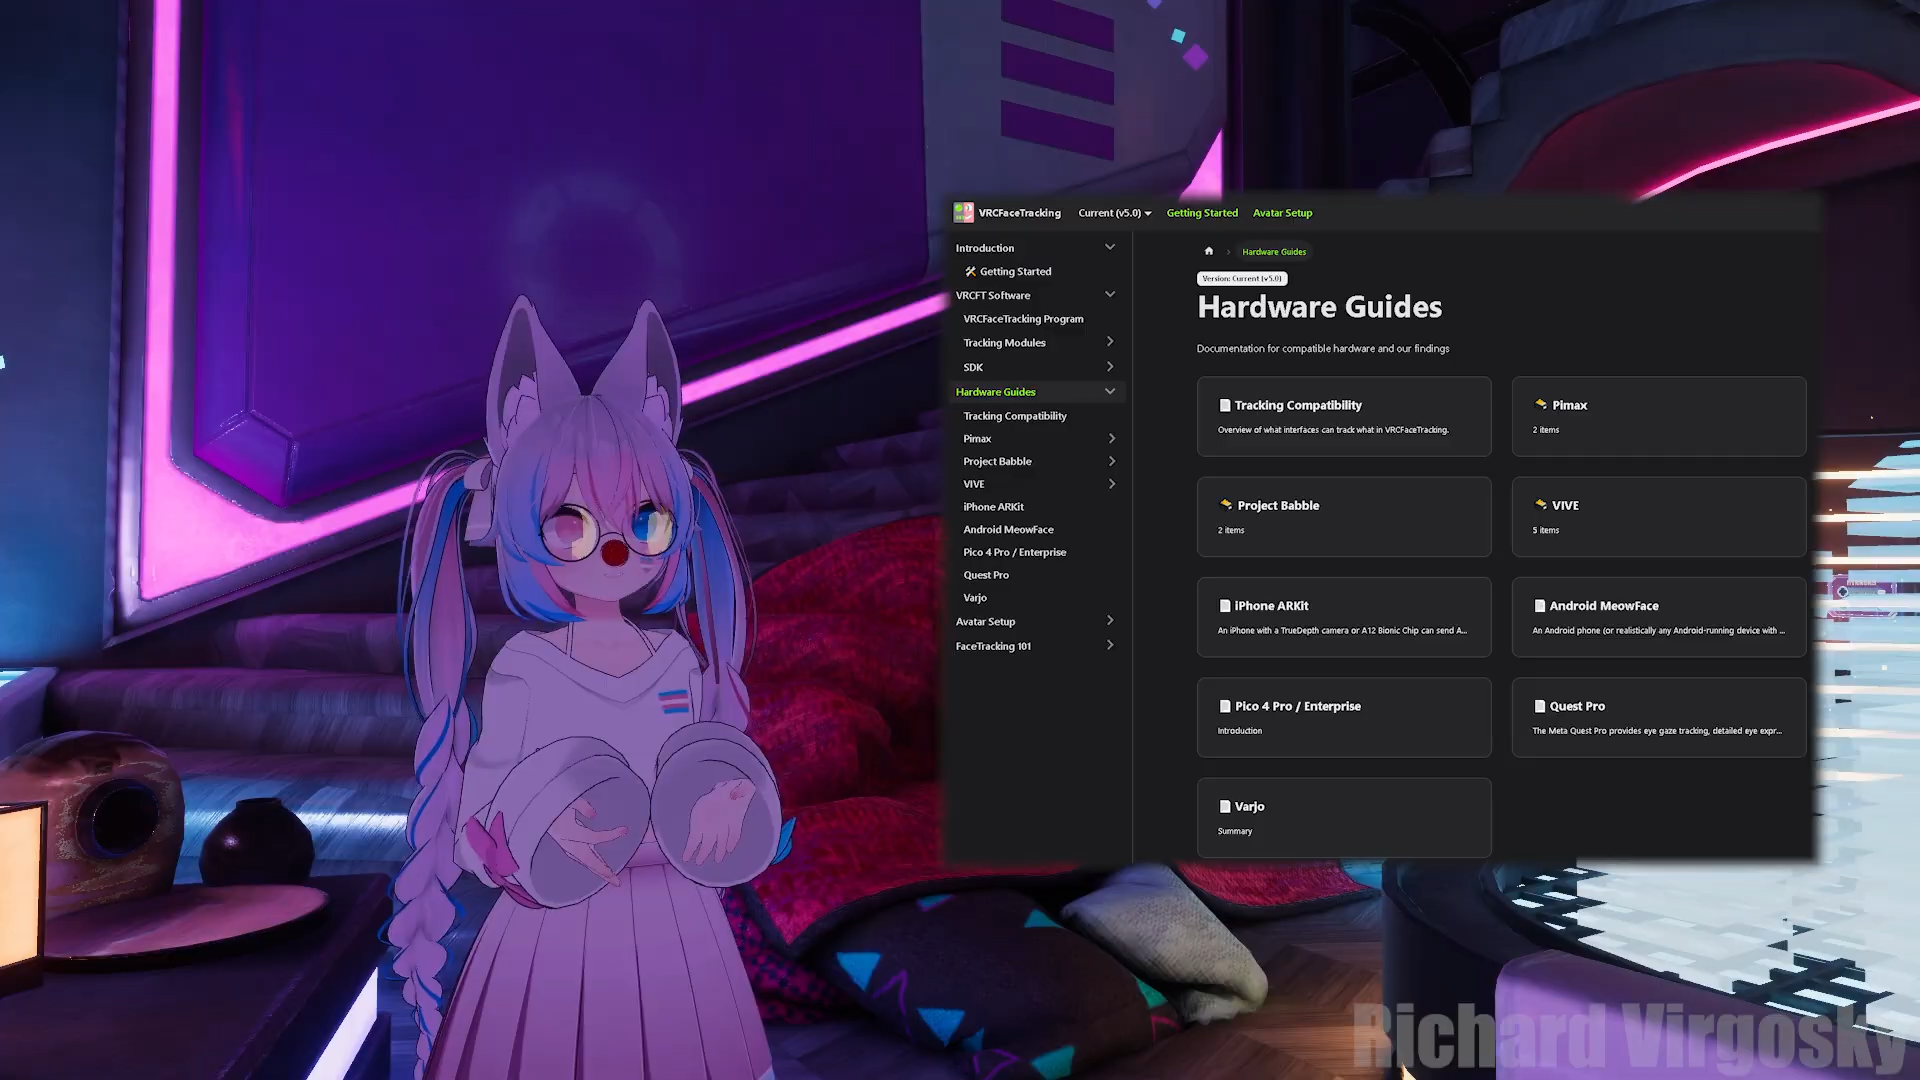 VRCFaceTracking Current (v5.0) Getting Started Avatar Setup
Introduction
Getting Started
VRCFT Software
VRCFaceTracking Program
Tracking Modules
SDK
Hardware Guides
Tracking Compatibility
Pimax
Project Babble
VIVE
iPhone ARKit
Android MeowFace
Pico 4 Pro / Enterprise
Quest Pro
Varjo
Avatar Setup
FaceTracking 101
Hardware Guides
Version: Current (v5.0)
Hardware Guides
Documentation for compatible hardware and our findings
Tracking Compatibility
Overview of what interfaces can track what in VRCFaceTracking.
Pimax
2 items
Project Babble
2 items
VIVE
5 items
iPhone ARKit
An iPhone with a TrueDepth camera or A12 Bionic Chip can send A...
Android MeowFace
An Android phone (or realistically any Android-running device with ...
Pico 4 Pro / Enterprise
Introduction
Quest Pro
The Meta Quest Pro provides eye gaze tracking, detailed eye expr...
Varjo
Summary
Richard Virgosky